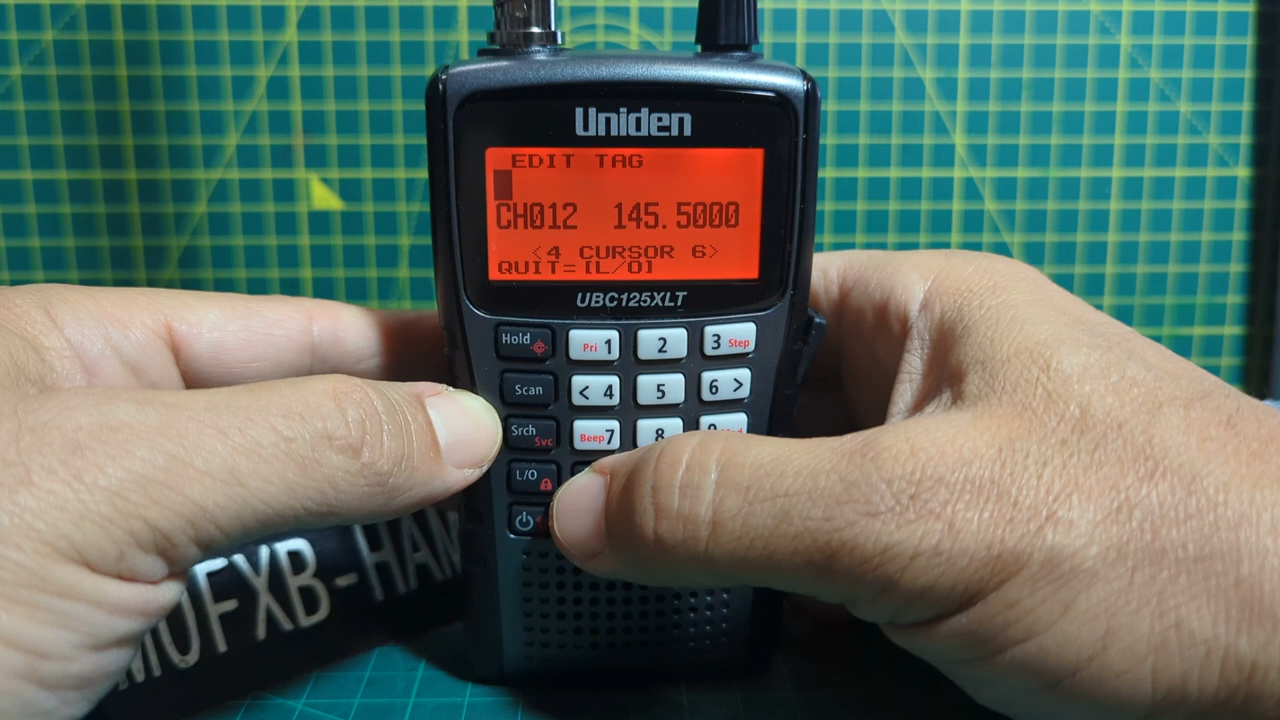 Uniden
EDIT TAG
CH012 145.5000
<4 CURSOR 6>
QUIT=[L/O]
UBC125XLT
Hold Pri 1 2 3 Step
Scan < 4 5 6 >
Srch Svc Beep 7 8
L/O
M0FXB-HAM